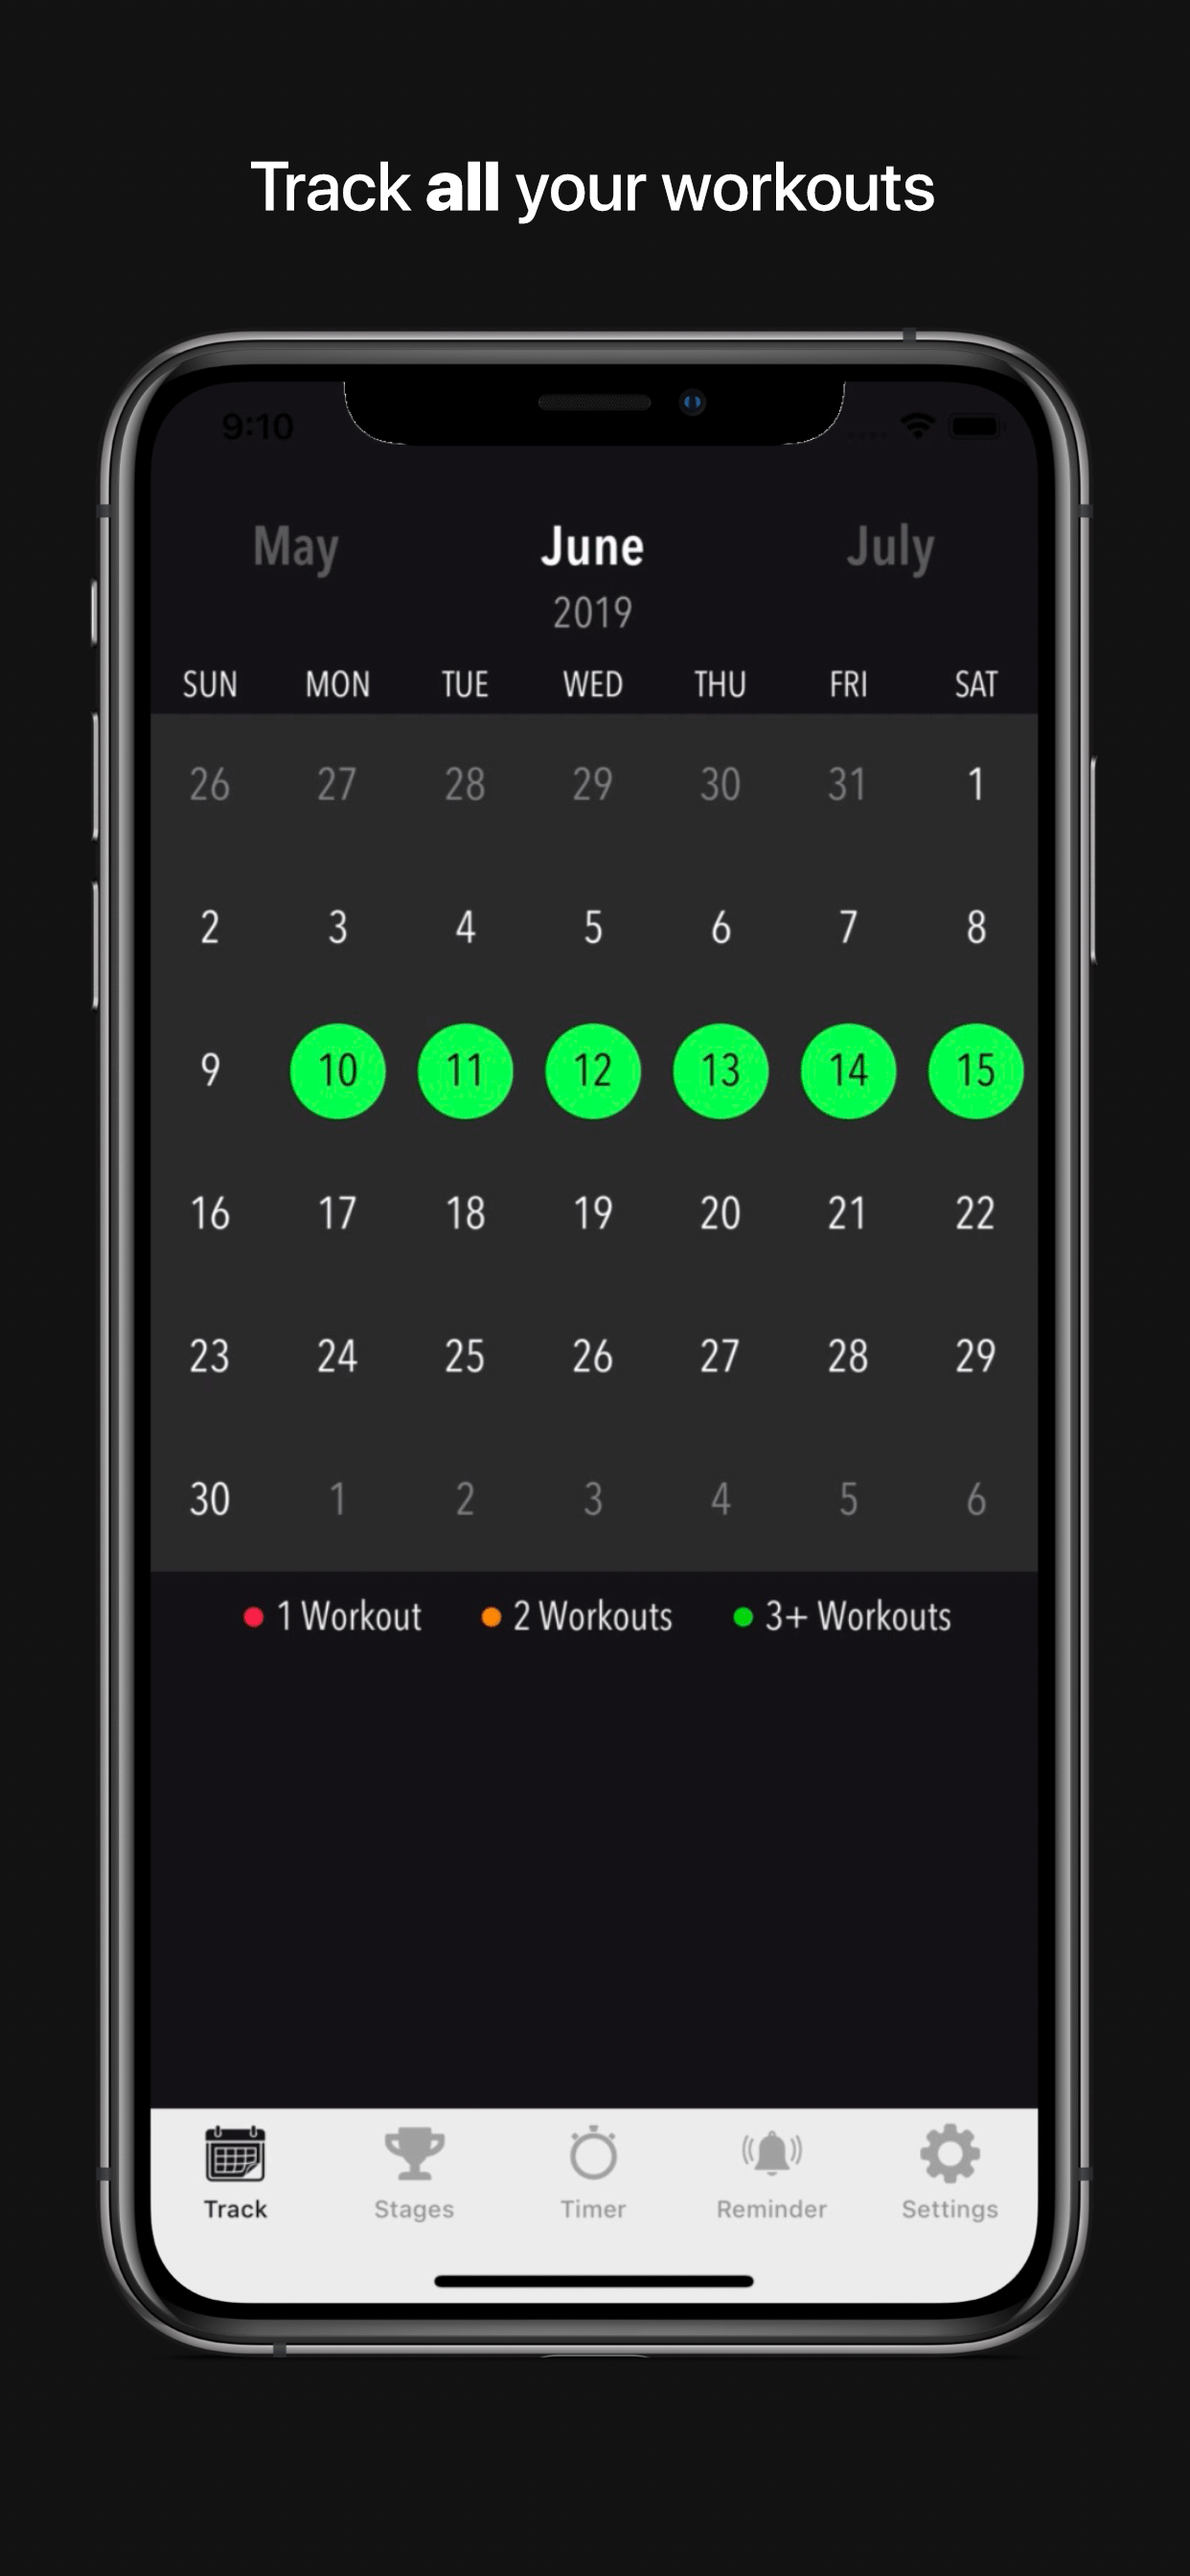 Track all your workouts
9:10
May June July
2019
SUN MON TUE WED THU FRI SAT
26 27 28 29 30 31 1
2 3 4 5 6 7 8
9 10 11 12 13 14 15
16 17 18 19 20 21 22
23 24 25 26 27 28 29
30 1 2 3 4 5 6
1 Workout 2 Workouts 3+ Workouts
Track Stages Timer Reminder Settings